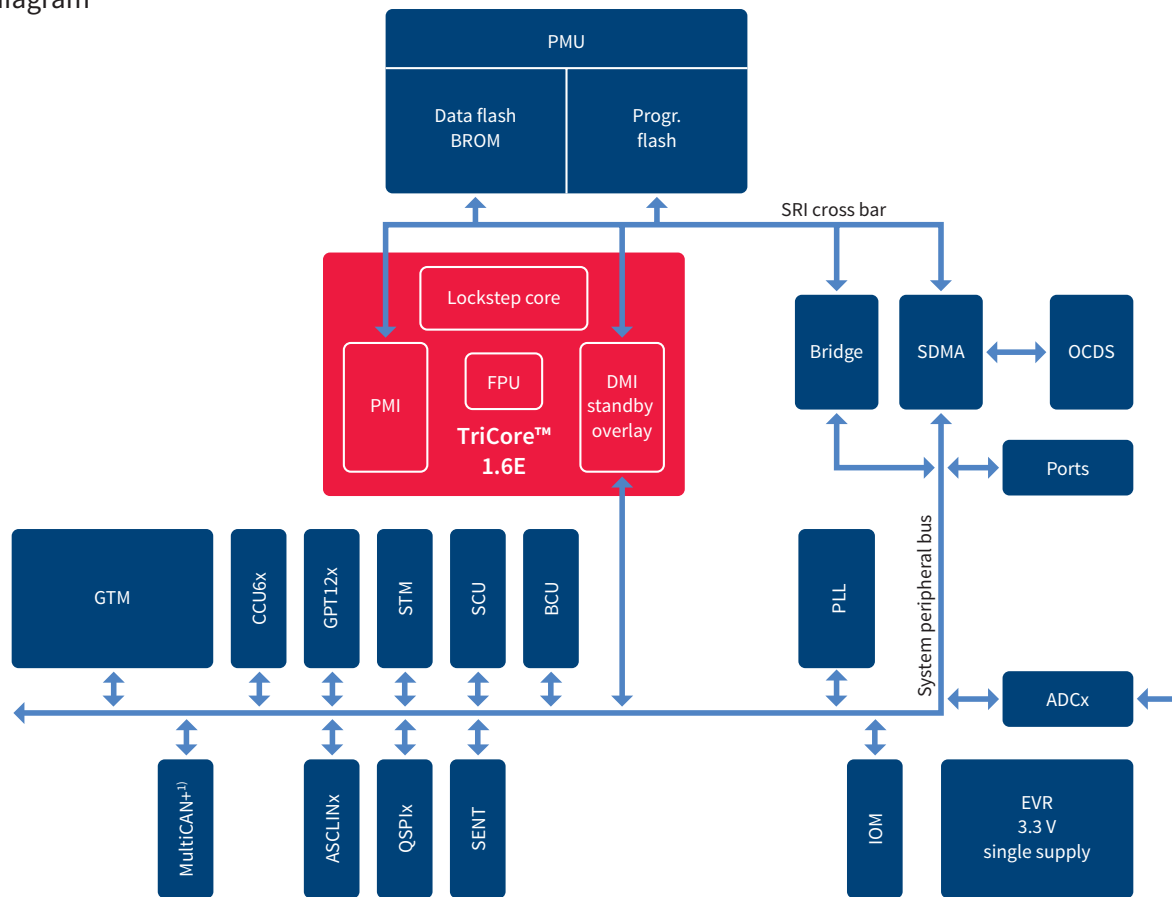 diagram
PMU
Data flash
BROM
Progr.
flash
SRI cross bar
Lockstep core
PMI
FPU
DMI
standby
overlay
TriCore™
1.6E
Bridge
SDMA
OCDS
Ports
System peripheral bus
GTM
CCU6x
GPT12x
STM
SCU
BCU
PLL
ADCx
MultiCAN+¹⁾
ASCLINx
QSPIx
SENT
IOM
EVR
3.3 V
single supply